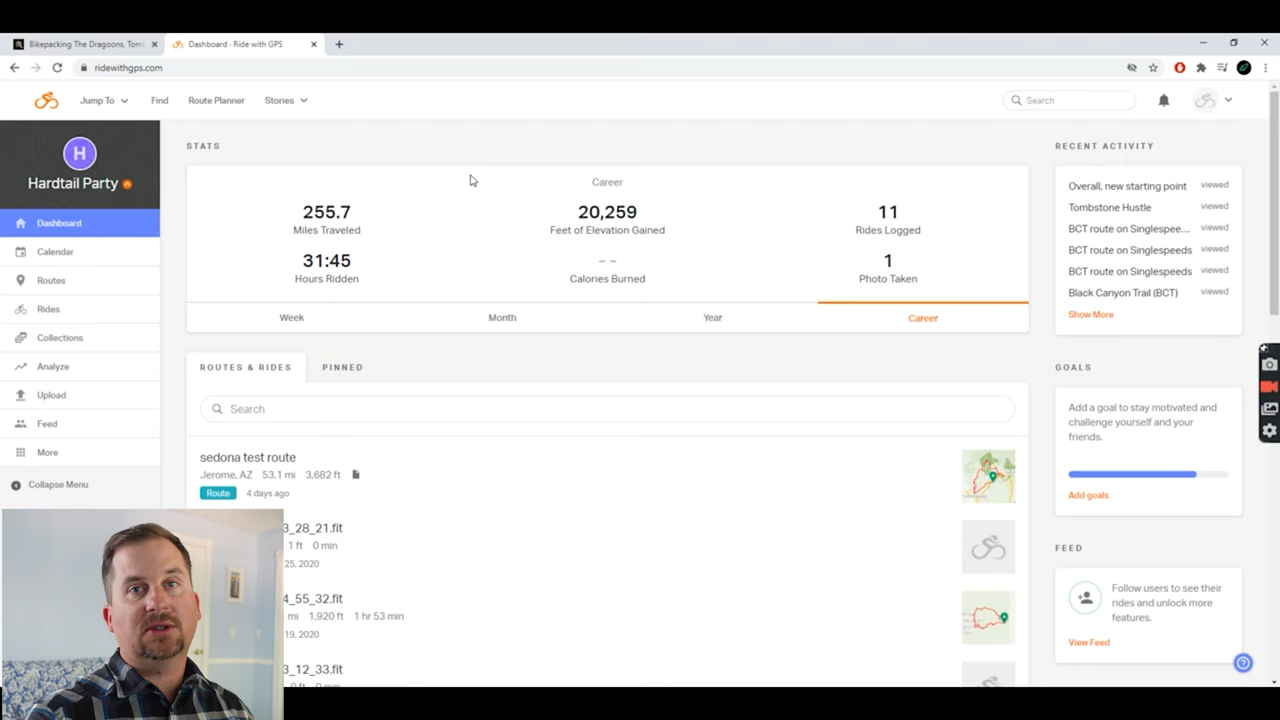 Bikepacking The Dragoons, Tomb
Dashboard - Ride with GPS
ridewithgps.com
Jump To
Find
Route Planner
Stories
Search
H
Hardtail Party
Dashboard
Calendar
Routes
Rides
Collections
Analyze
Upload
Feed
More
Collapse Menu
STATS
Career
255.7
Miles Traveled
20,259
Feet of Elevation Gained
11
Rides Logged
31:45
Hours Ridden
- -
Calories Burned
1
Photo Taken
Week
Month
Year
Career
ROUTES & RIDES
PINNED
Search
sedona test route
Jerome, AZ 53.1 mi 3,682 ft
Route 4 days ago
3_28_21.fit
1 ft 0 min
25, 2020
4_55_32.fit
mi 1,920 ft 1 hr 53 min
19, 2020
3_12_33.fit
0 ft 0 min
RECENT ACTIVITY
Overall, new starting point viewed
Tombstone Hustle viewed
BCT route on Singlespee... viewed
BCT route on Singlespeeds viewed
BCT route on Singlespeeds viewed
Black Canyon Trail (BCT) viewed
Show More
GOALS
Add a goal to stay motivated and
challenge yourself and your
friends.
Add goals
FEED
Follow users to see their
rides and unlock more
features.
View Feed